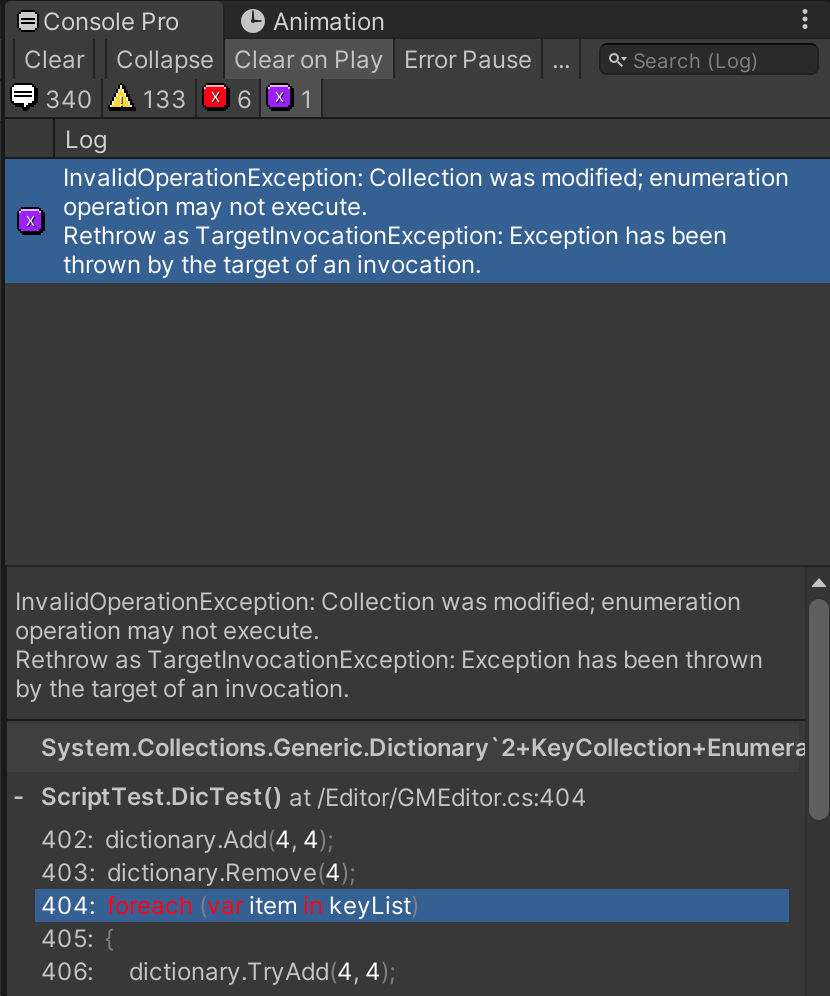 Console Pro
Animation
Clear
Collapse
Clear on Play
Error Pause
...
Search (Log)
340
133
6
1
Log
InvalidOperationException: Collection was modified; enumeration
operation may not execute.
Rethrow as TargetInvocationException: Exception has been
thrown by the target of an invocation.
InvalidOperationException: Collection was modified; enumeration
operation may not execute.
Rethrow as TargetInvocationException: Exception has been thrown
by the target of an invocation.
System.Collections.Generic.Dictionary`2+KeyCollection+Enumera
- ScriptTest.DicTest() at /Editor/GMEditor.cs:404
402: dictionary.Add(4, 4);
403: dictionary.Remove(4);
404: foreach (var item in keyList)
405: {
406: dictionary.TryAdd(4, 4);